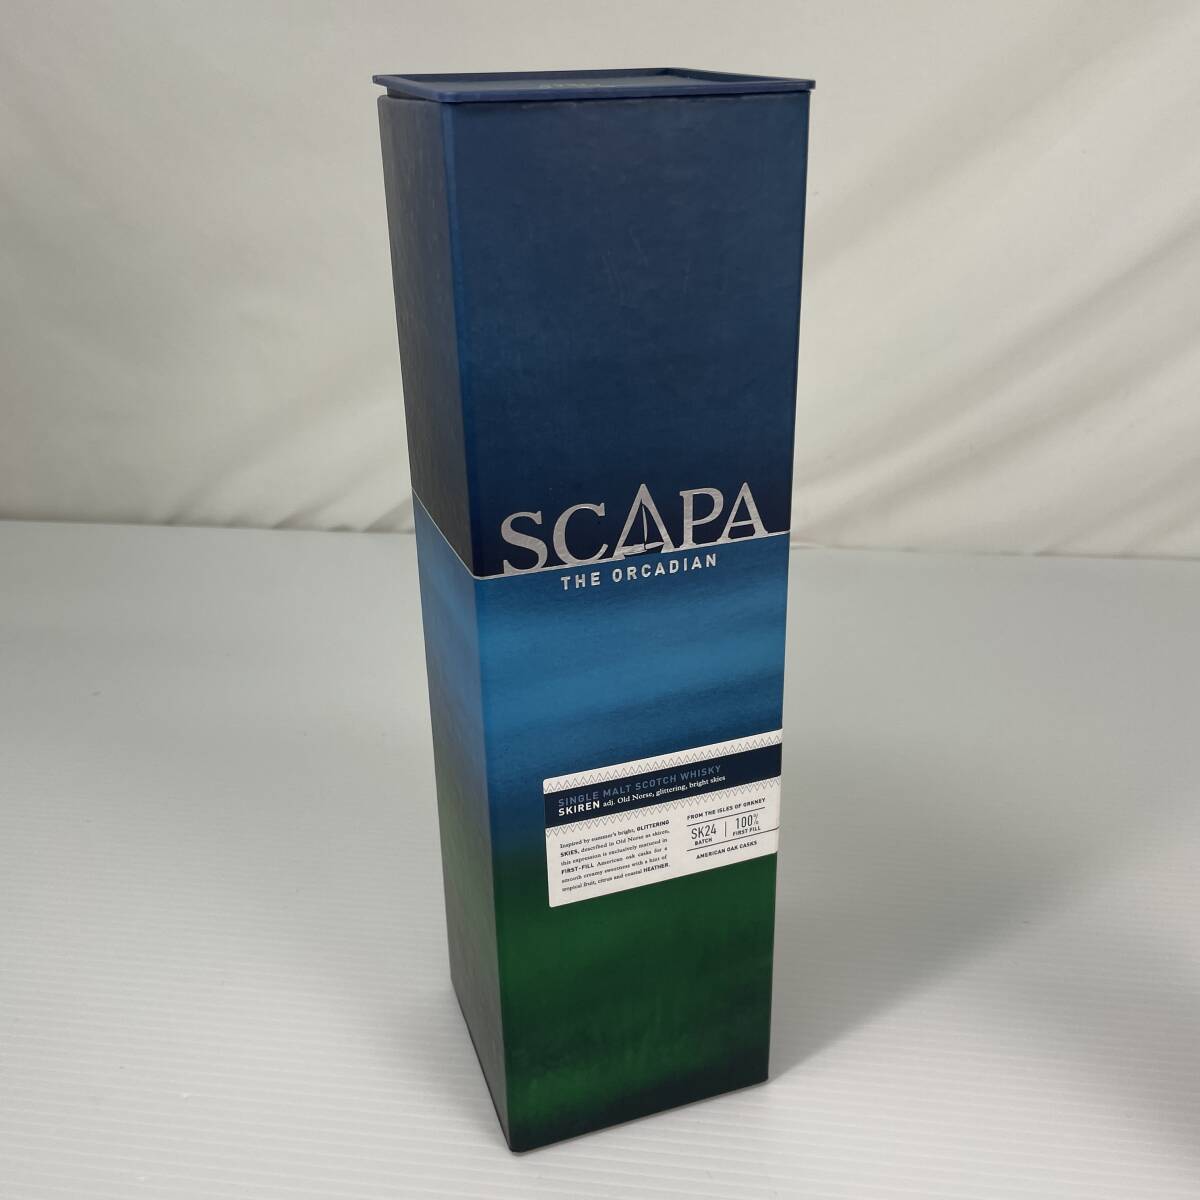 SCAPA
THE ORCADIAN
SINGLE MALT SCOTCH WHISKY
SKIREN adj. Old Norse, glittering, bright skies
Inspired by summer's bright, GLITTERING
SKIES, described in Old Norse as skiren,
this expression is exclusively matured in
FIRST-FILL American oak casks for a
smooth creamy sweetness with a hint of
tropical fruit, citrus and coastal HEATHER.
FROM THE ISLES OF ORKNEY
SK24
BATCH
100%
FIRST FILL
AMERICAN OAK CASKS